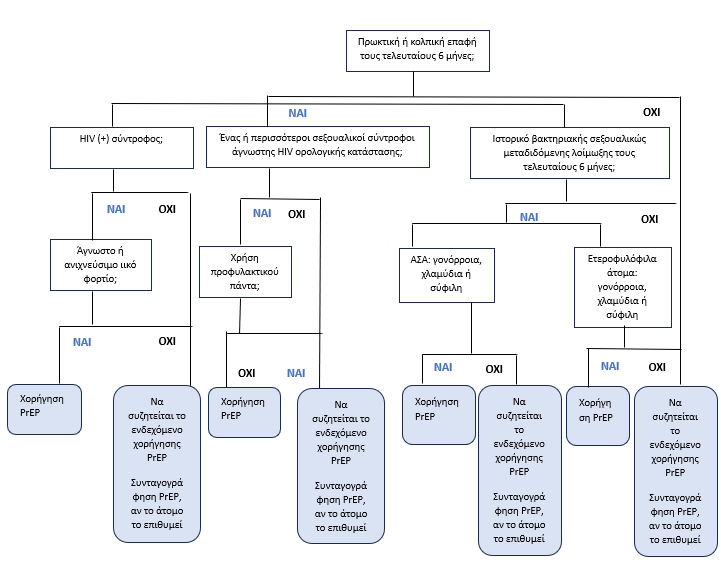 Πρωκτική ή κολπική επαφή
τους τελευταίους 6 μήνες;
ΝΑΙ
ΟΧΙ
HIV (+) σύντροφος;
Ένας ή περισσότεροι σεξουαλικοί σύντροφοι
άγνωστης HIV ορολογικής κατάστασης;
Ιστορικό βακτηριακής σεξουαλικώς
μεταδιδόμενης λοίμωξης τους
τελευταίους 6 μήνες;
ΝΑΙ
ΟΧΙ
ΝΑΙ
ΟΧΙ
ΝΑΙ
ΟΧΙ
Άγνωστο ή
ανιχνεύσιμο ιικό
φορτίο;
Χρήση
προφυλακτικού
πάντα;
ΑΣΑ: γονόρροια,
χλαμύδια ή
σύφιλη
Ετεροφυλόφιλα
άτομα:
γονόρροια,
χλαμύδια ή
σύφιλη
ΝΑΙ
ΟΧΙ
ΟΧΙ
ΝΑΙ
ΝΑΙ
ΟΧΙ
ΝΑΙ
ΟΧΙ
Χορήγηση
PrEP
Να
συζητείται το
ενδεχόμενο
χορήγησης
PrEP
Συνταγογρά
φηση PrEP,
αν το άτομο
το επιθυμεί
Χορήγηση
PrEP
Να
συζητείται το
ενδεχόμενο
χορήγησης
PrEP
Συνταγογρά
φηση PrEP,
αν το άτομο
το επιθυμεί
Χορήγηση
PrEP
Να
συζητείται
το
ενδεχόμενο
χορήγησης
PrEP
Συνταγογρά
φηση PrEP,
αν το άτομο
το επιθυμεί
Χορήγη
ση PrEP
Να
συζητείται
το
ενδεχόμενο
χορήγησης
PrEP
Συνταγογρά
φηση PrEP,
αν το άτομο
το επιθυμεί